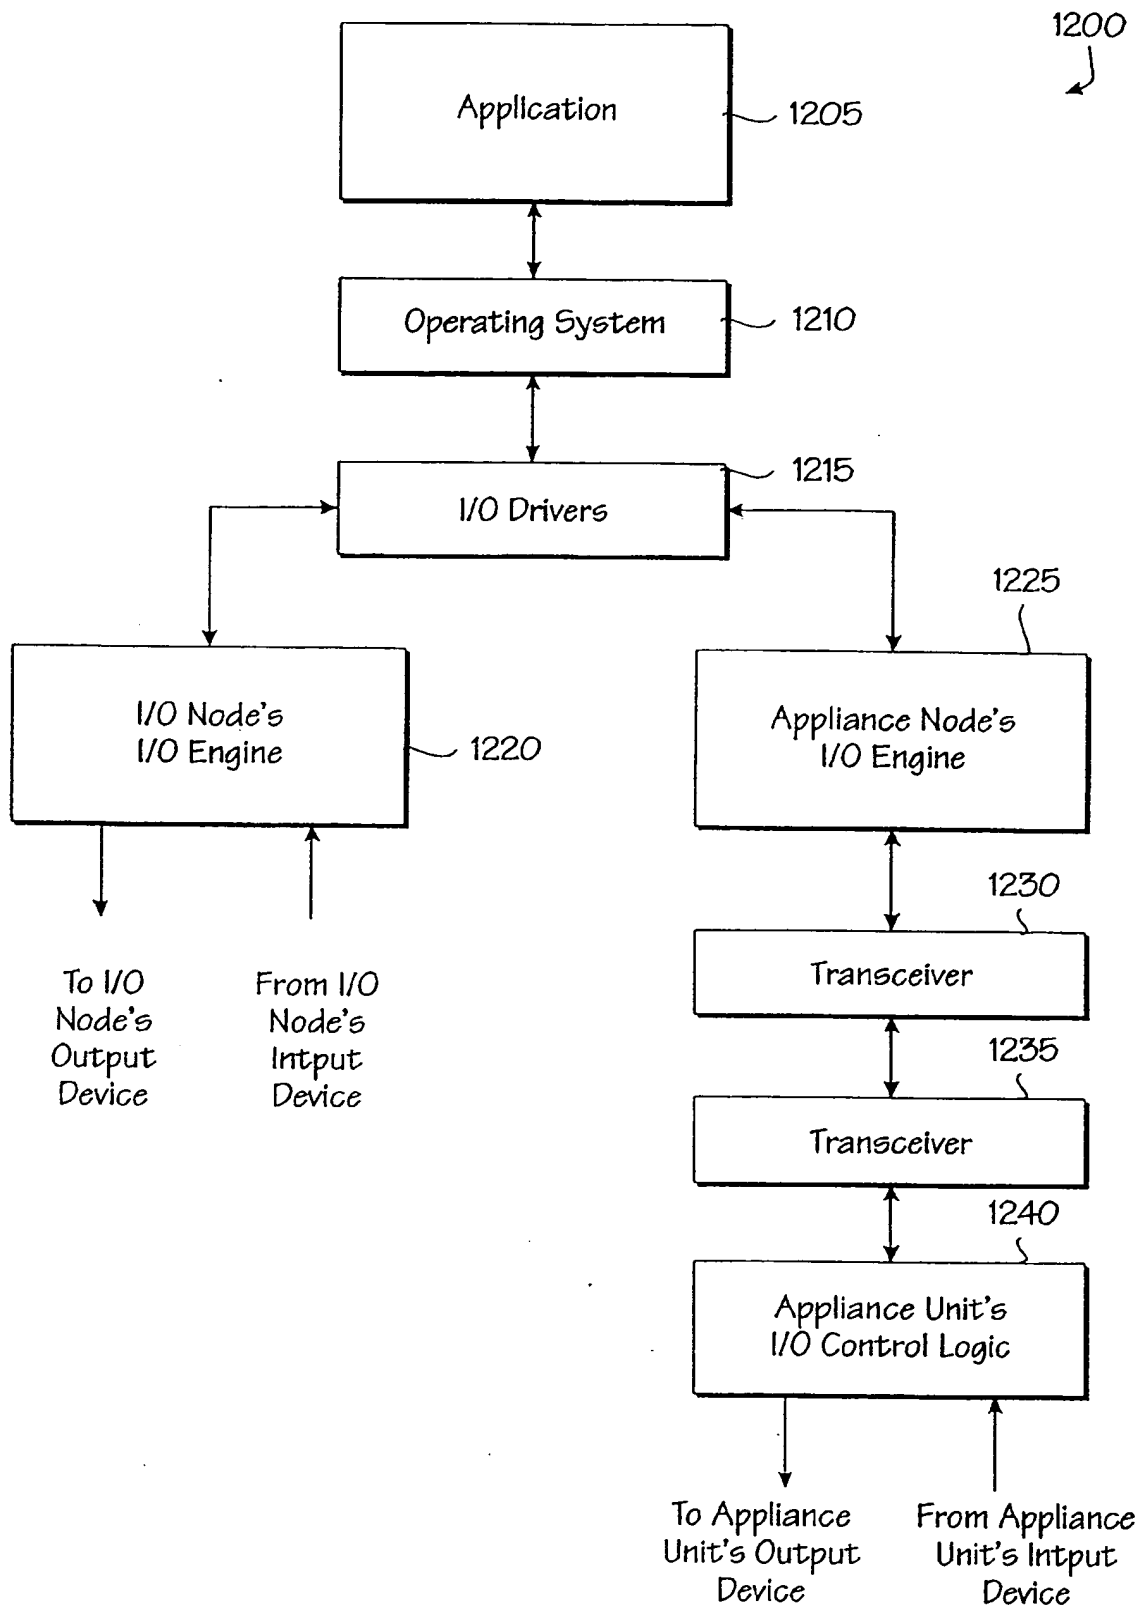 1200
Application
1205
Operating System
1210
1215
I/O Drivers
1225
I/O Node's
I/O Engine
1220
Appliance Node's
I/O Engine
1230
Transceiver
To I/O
Node's
Output
Device
From I/O
Node's
Intput
Device
1235
Transceiver
1240
Appliance Unit's
I/O Control Logic
To Appliance
Unit's Output
Device
From Appliance
Unit's Intput
Device